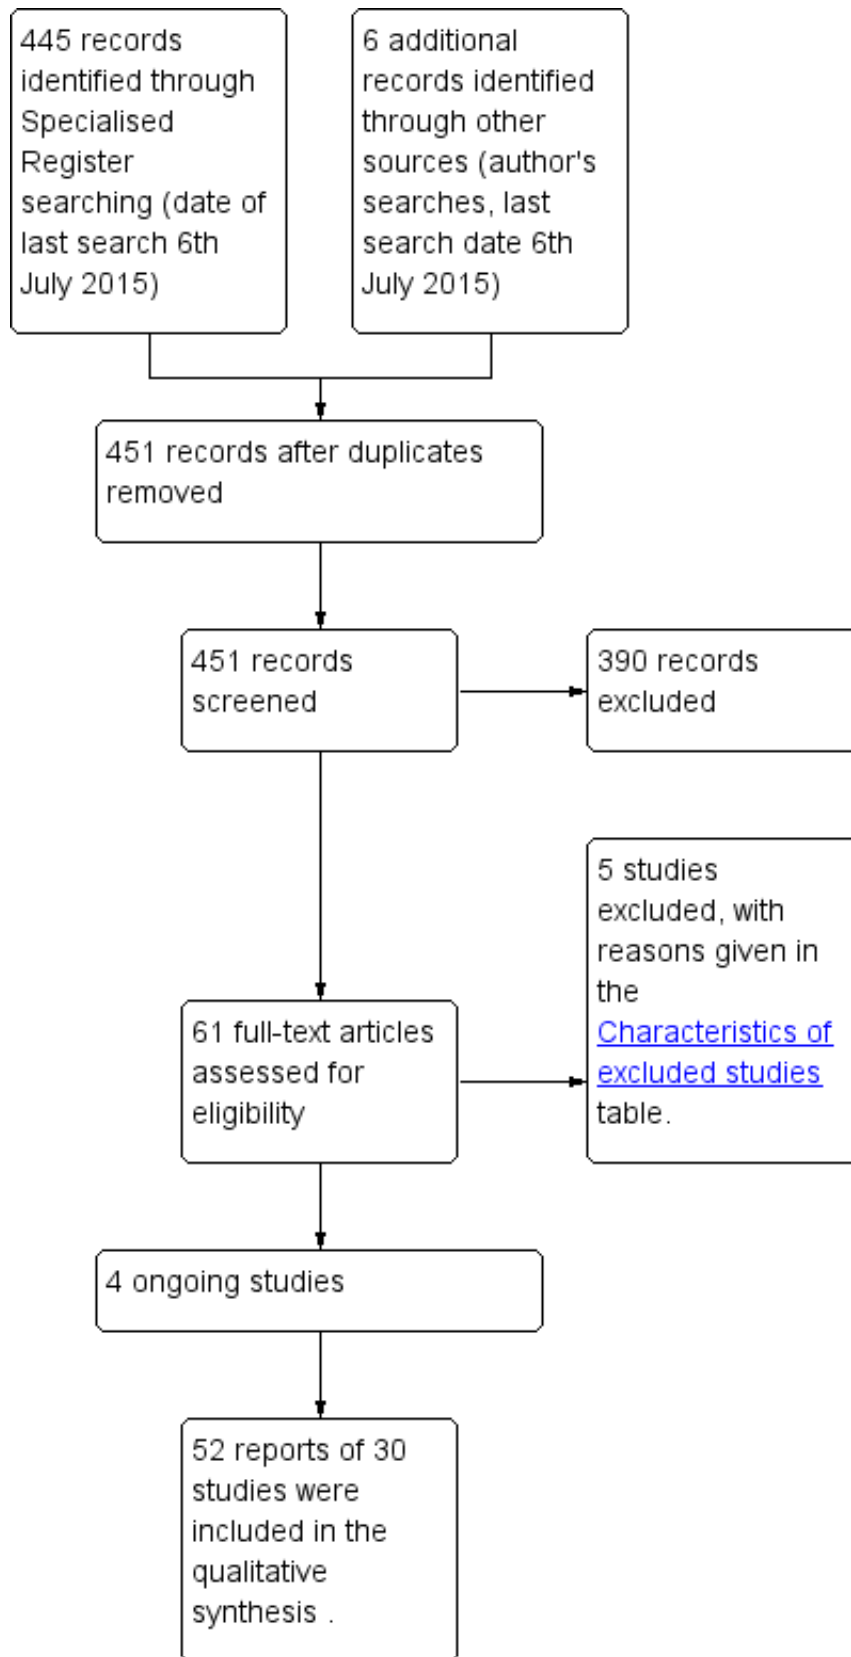 445 records
identified through
Specialised
Register
searching (date of
last search 6th
July 2015)
6 additional
records identified
through other
sources (author's
searches, last
search date 6th
July 2015)
451 records after duplicates
removed
451 records
screened
390 records
excluded
61 full-text articles
assessed for
eligibility
5 studies
excluded, with
reasons given in
the
Characteristics of
excluded studies
table.
4 ongoing studies
52 reports of 30
studies were
included in the
qualitative
synthesis .